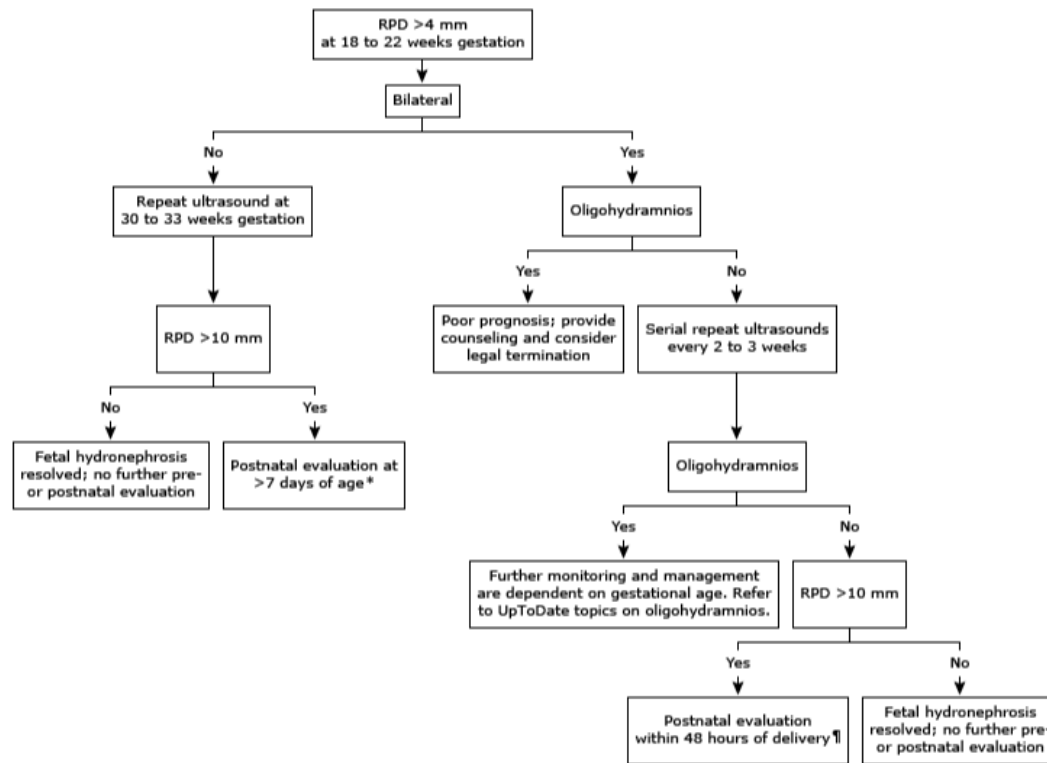 RPD >4 mm
at 18 to 22 weeks gestation
Bilateral
No
Yes
Repeat ultrasound at
30 to 33 weeks gestation
Oligohydramnios
Yes
No
RPD >10 mm
Poor prognosis; provide
counseling and consider
legal termination
Serial repeat ultrasounds
every 2 to 3 weeks
No
Yes
Fetal hydronephrosis
resolved; no further pre-
or postnatal evaluation
Postnatal evaluation at
>7 days of age*
Oligohydramnios
Yes
No
Further monitoring and management
are dependent on gestational age. Refer
to UpToDate topics on oligohydramnios.
RPD >10 mm
Yes
No
Postnatal evaluation
within 48 hours of delivery¶
Fetal hydronephrosis
resolved; no further pre-
or postnatal evaluation